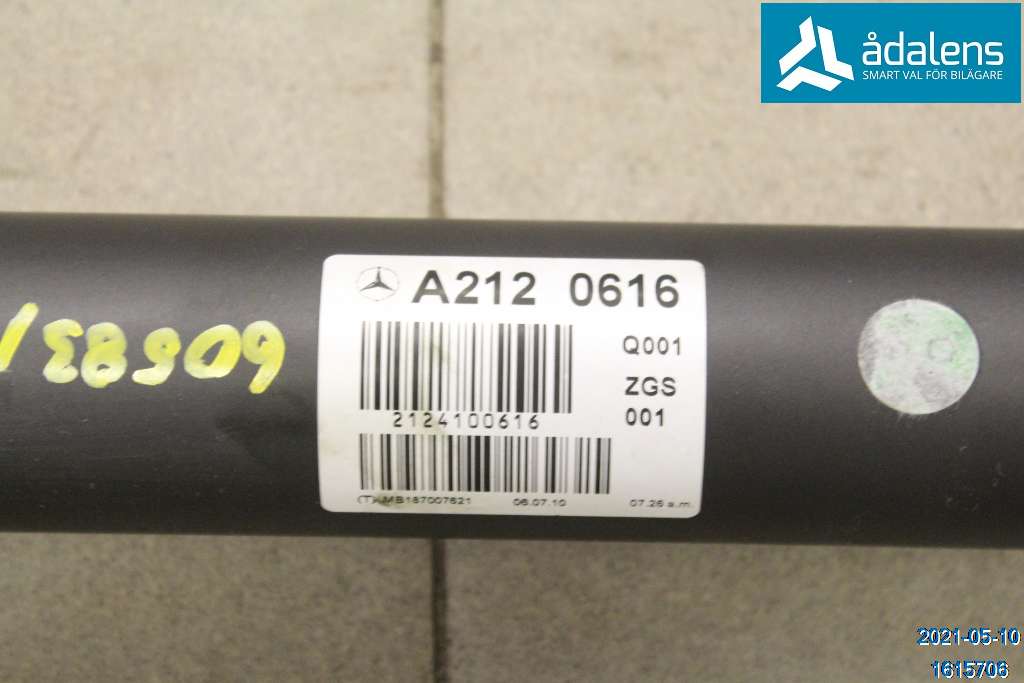 ådalens
SMART VAL FÖR BILÄGARE
A212 0616
Q001
ZGS
001
2124100616
(T)KMB187007621 06.07.10 07.26 a.m.
2021-05-10
1615706